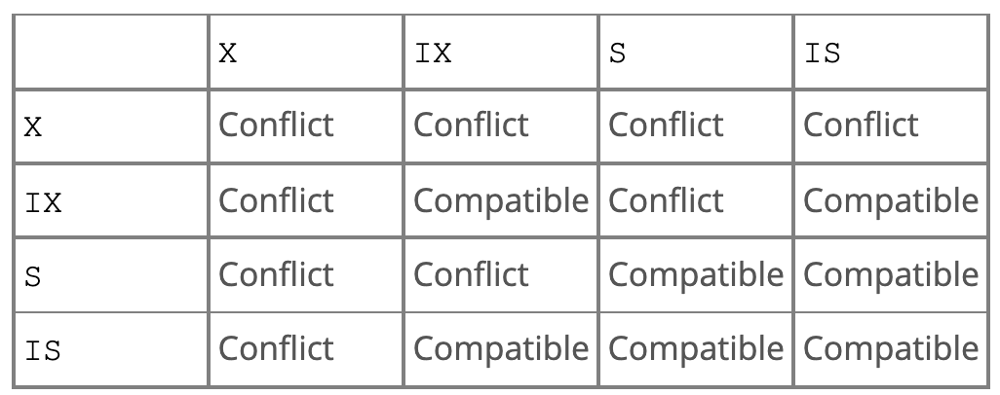 X IX S IS
X Conflict Conflict Conflict Conflict
IX Conflict Compatible Conflict Compatible
S Conflict Conflict Compatible Compatible
IS Conflict Compatible Compatible Compatible